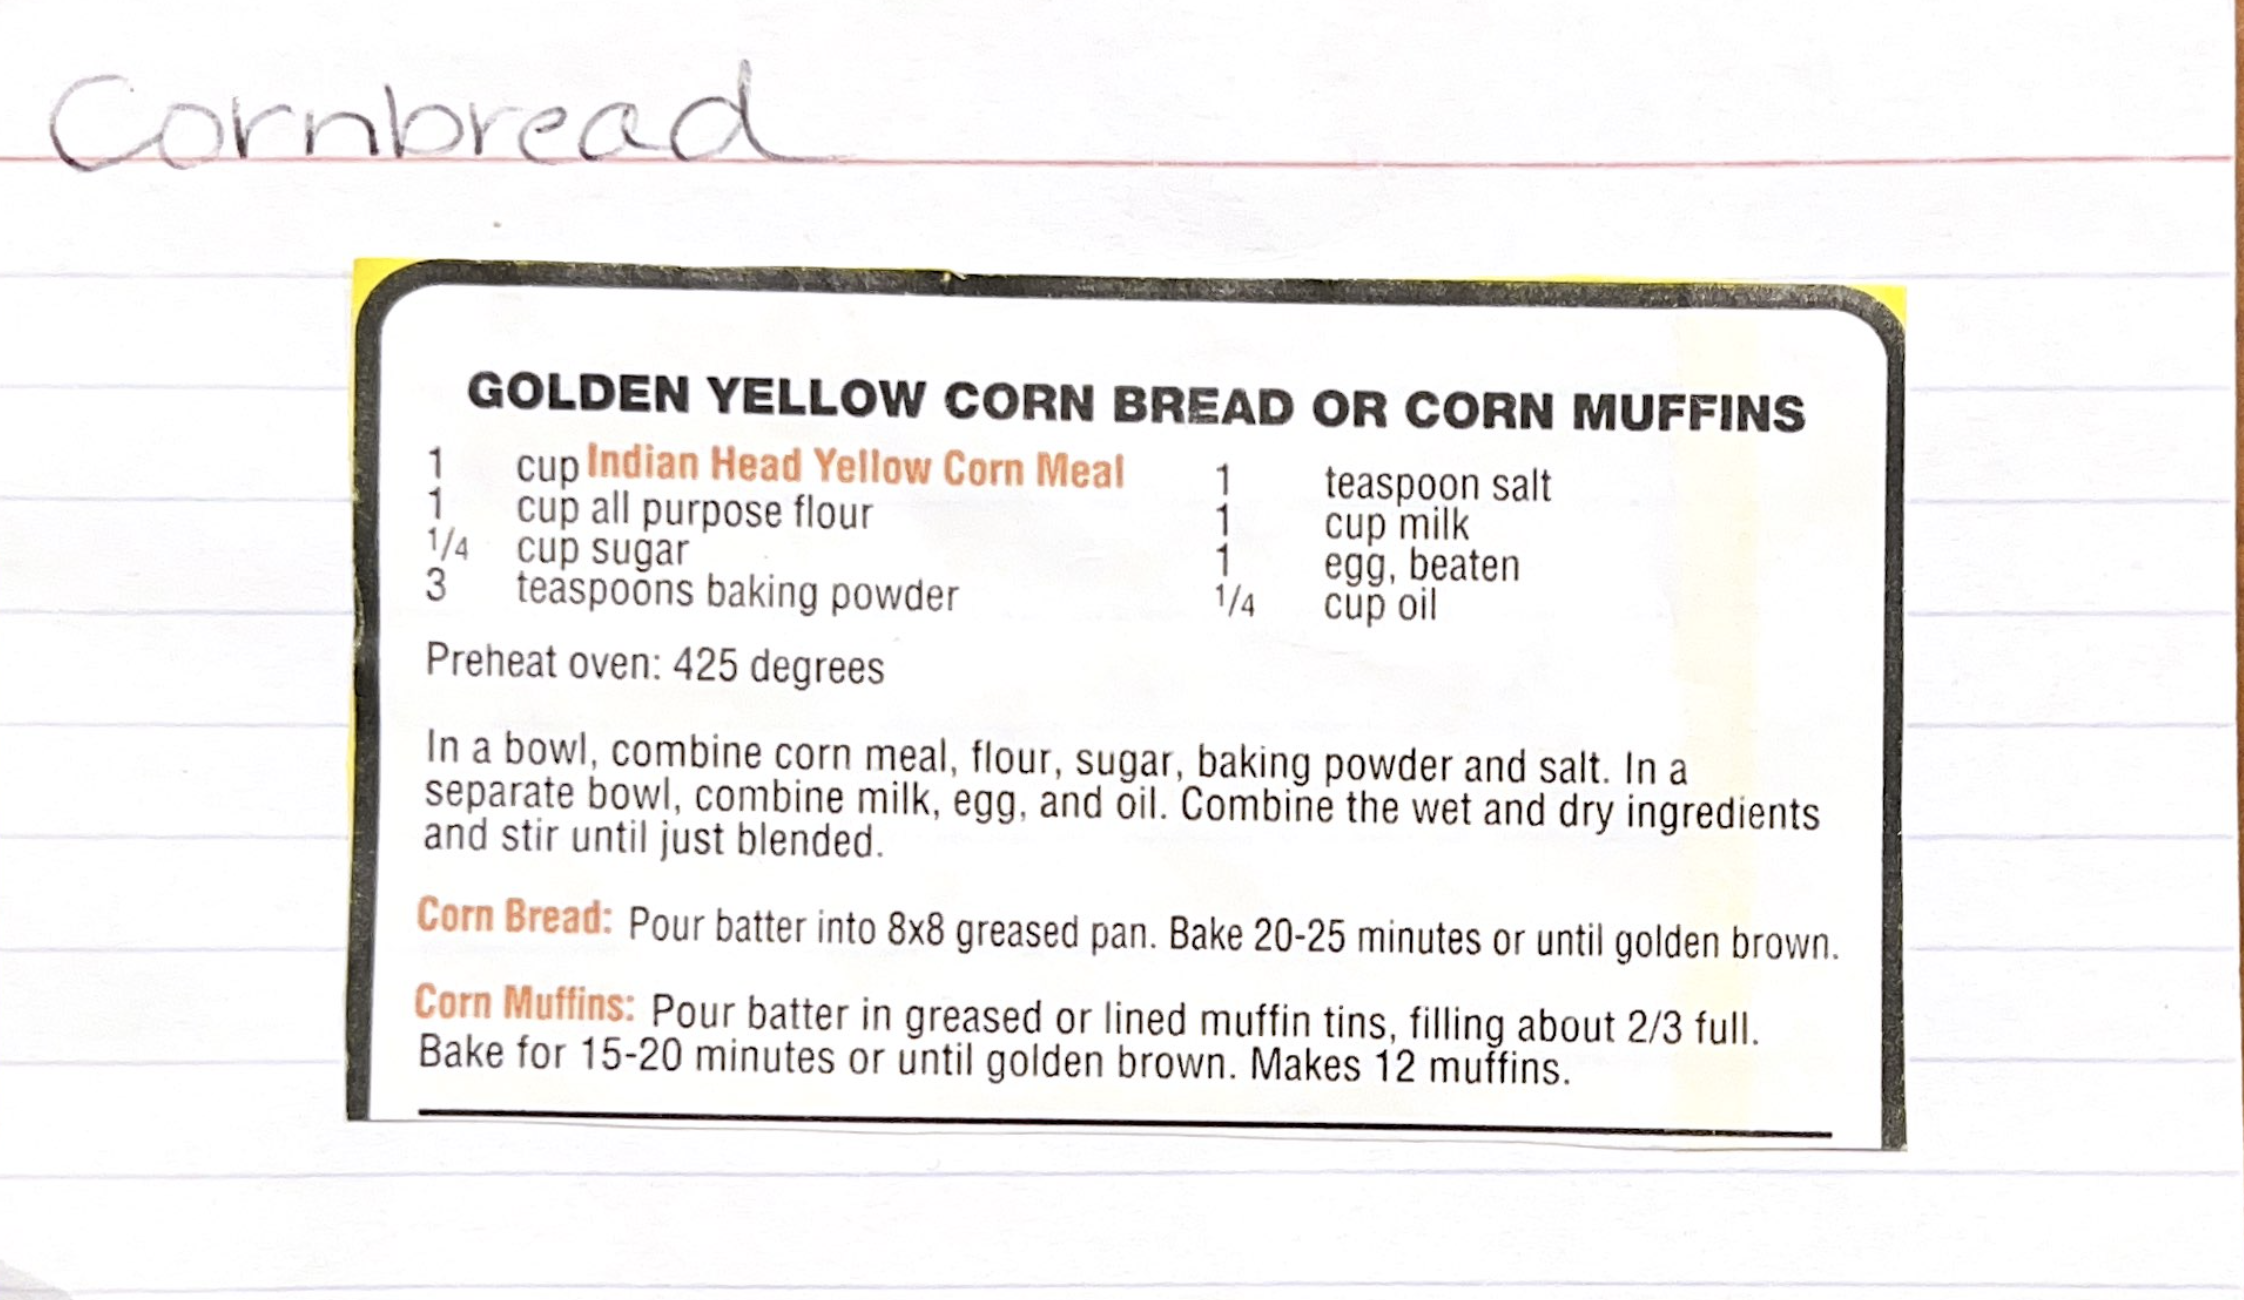 Cornbread
GOLDEN YELLOW CORN BREAD OR CORN MUFFINS
1 cup Indian Head Yellow Corn Meal
1 cup all purpose flour
1/4 cup sugar
3 teaspoons baking powder
1 teaspoon salt
1 cup milk
1 egg, beaten
1/4 cup oil
Preheat oven: 425 degrees
In a bowl, combine corn meal, flour, sugar, baking powder and salt. In a
separate bowl, combine milk, egg, and oil. Combine the wet and dry ingredients
and stir until just blended.
Corn Bread: Pour batter into 8x8 greased pan. Bake 20-25 minutes or until golden brown.
Corn Muffins: Pour batter in greased or lined muffin tins, filling about 2/3 full.
Bake for 15-20 minutes or until golden brown. Makes 12 muffins.